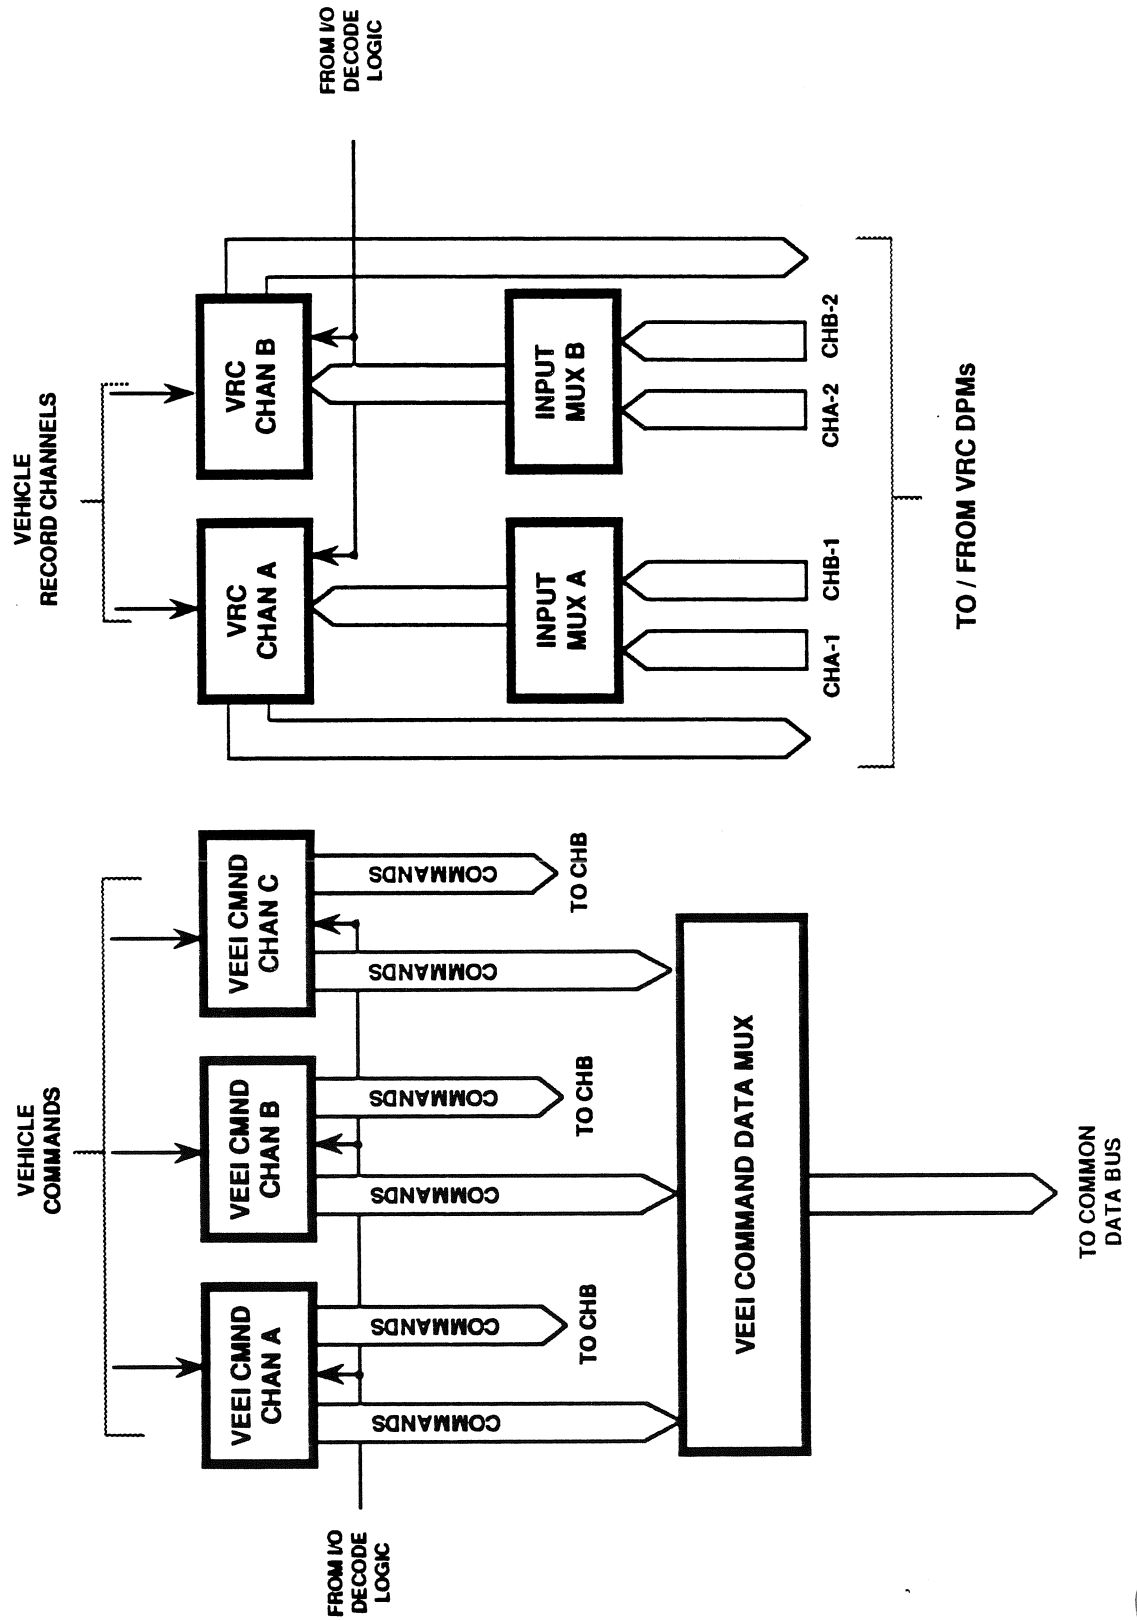 VEHICLE
COMMANDS
VEHICLE
RECORD CHANNELS
VEEI CMND
CHAN A
VEEI CMND
CHAN B
VEEI CMND
CHAN C
VRC
CHAN A
VRC
CHAN B
FROM I/O
DECODE
LOGIC
FROM I/O
DECODE
LOGIC
COMMANDS
COMMANDS
COMMANDS
COMMANDS
COMMANDS
COMMANDS
TO CHB
TO CHB
TO CHB
INPUT
MUX A
INPUT
MUX B
VEEI COMMAND DATA MUX
CHA-1
CHB-1
CHA-2
CHB-2
TO / FROM VRC DPMs
TO COMMON
DATA BUS